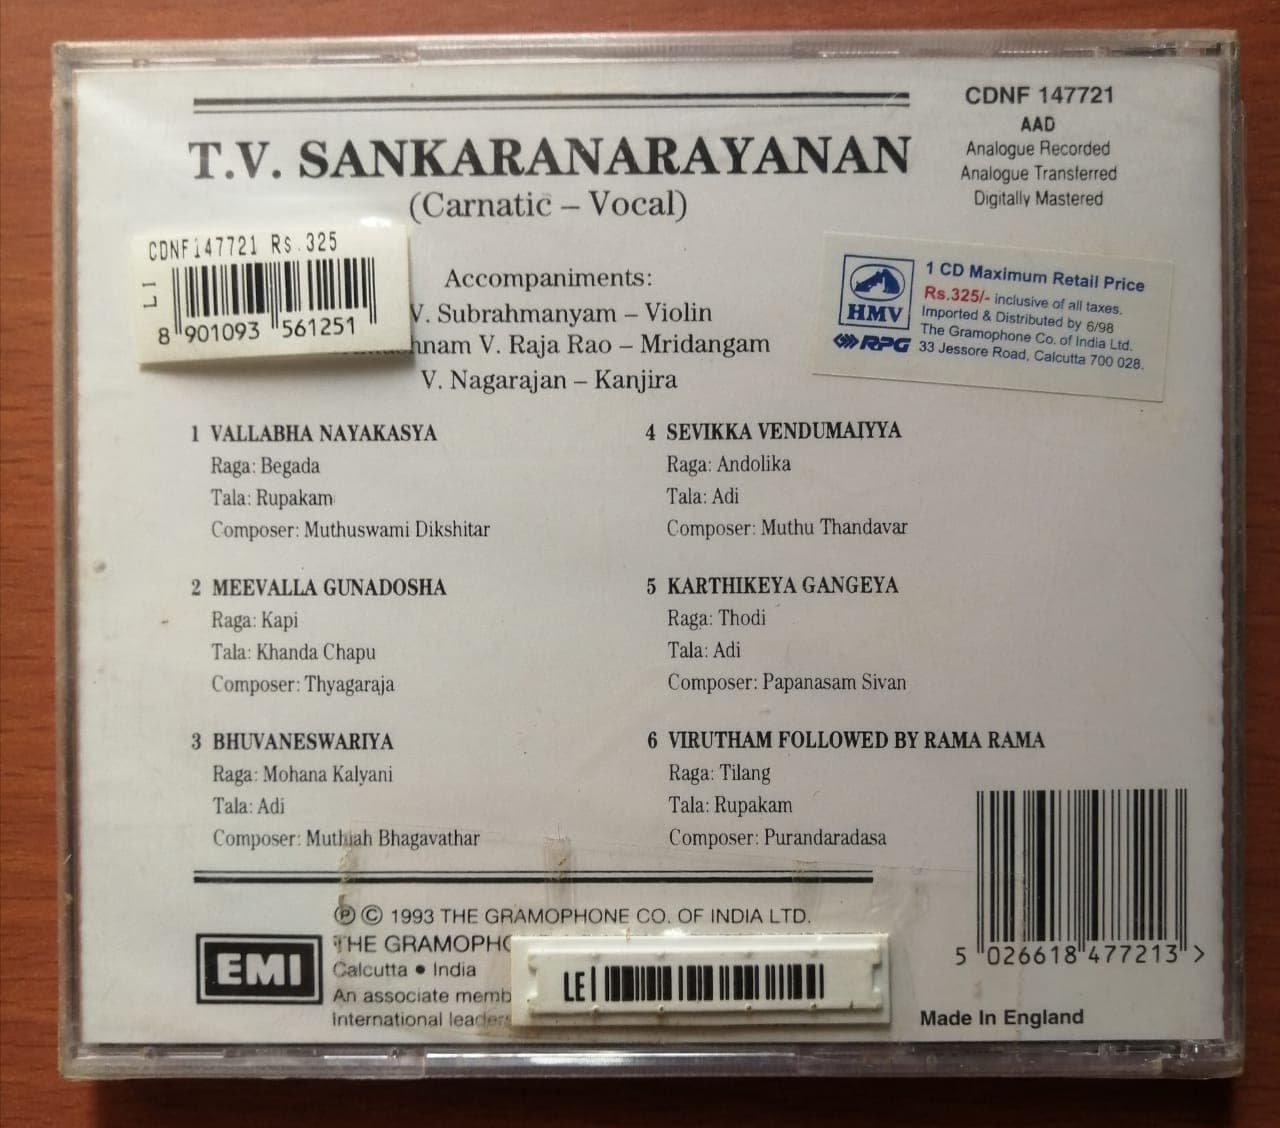 CDNF 147721
AAD
Analogue Recorded
Analogue Transferred
Digitally Mastered
T.V. SANKARANARAYANAN
(Carnatic – Vocal)
CDNF147721 RS.325
LI
8 901093 561251
Accompaniments:
V. Subrahmanyam – Violin
V. Raja Rao – Mridangam
V. Nagarajan – Kanjira
HMV
RPG
1 CD Maximum Retail Price
Rs.325/- inclusive of all taxes.
Imported & Distributed by 6/98
The Gramophone Co. of India Ltd.
33 Jessore Road, Calcutta 700 028.
1 VALLABHA NAYAKASYA
Raga: Begada
Tala: Rupakam
Composer: Muthuswami Dikshitar
2 MEEVALLA GUNADOSHA
Raga: Kapi
Tala: Khanda Chapu
Composer: Thyagaraja
3 BHUVANESWARIYA
Raga: Mohana Kalyani
Tala: Adi
Composer: Muthiah Bhagavathar
4 SEVIKKA VENDUMAIYYA
Raga: Andolika
Tala: Adi
Composer: Muthu Thandavar
5 KARTHIKEYA GANGEYA
Raga: Thodi
Tala: Adi
Composer: Papanasam Sivan
6 VIRUTHAM FOLLOWED BY RAMA RAMA
Raga: Tilang
Tala: Rupakam
Composer: Purandaradasa
EMI
℗ © 1993 THE GRAMOPHONE CO. OF INDIA LTD.
THE
Calcutta • India
An associate
International
LE
5 026618 477213 >
Made In England